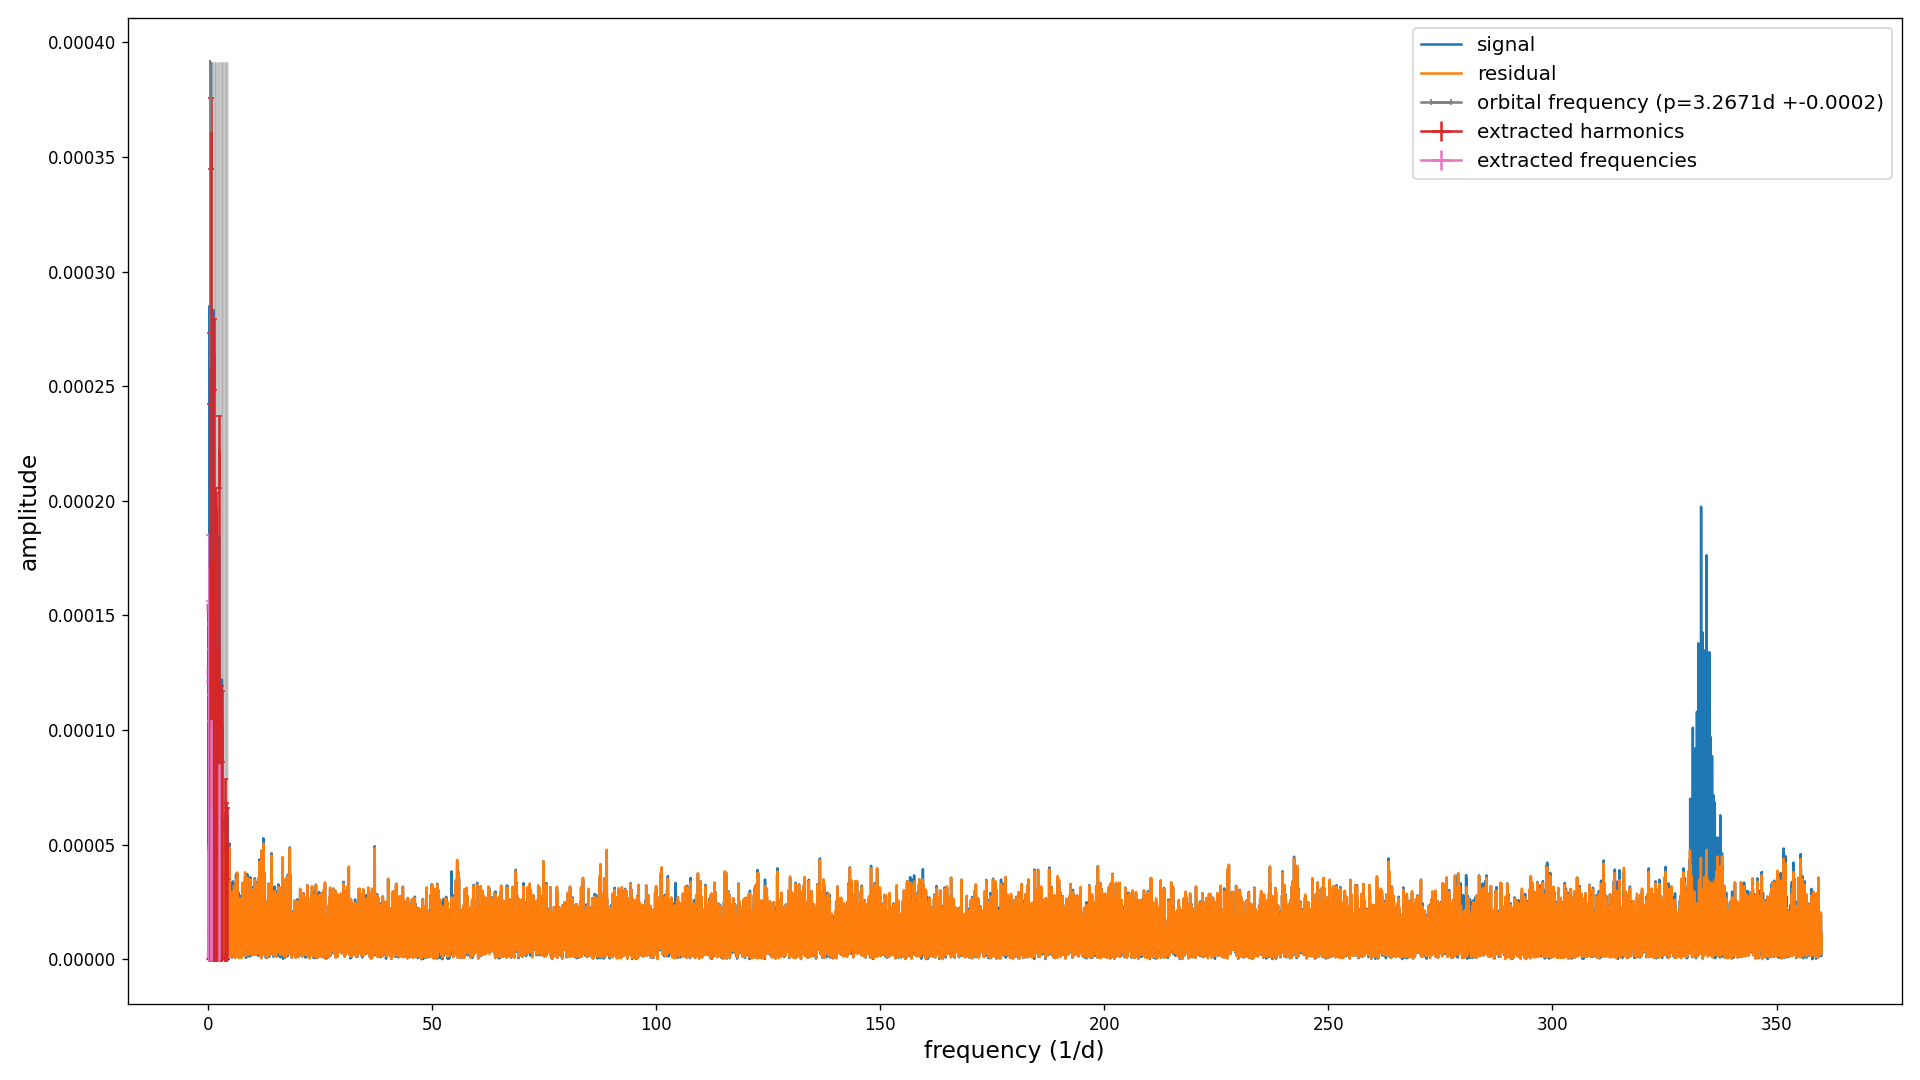 0.00040
0.00035
0.00030
0.00025
0.00020
0.00015
0.00010
0.00005
0.00000
amplitude
0
50
100
150
200
250
300
350
frequency (1/d)
signal
residual
orbital frequency (p=3.2671d +-0.0002)
extracted harmonics
extracted frequencies